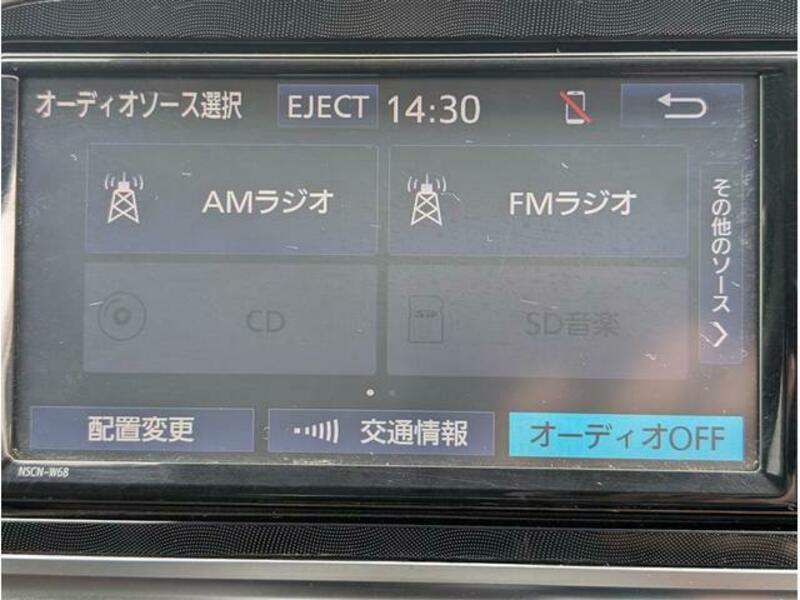 オーディオソース選択 EJECT 14:30
AMラジオ FMラジオ
その他のソース
CD SD音楽
配置変更 交通情報 オーディオOFF
NSCN-W68